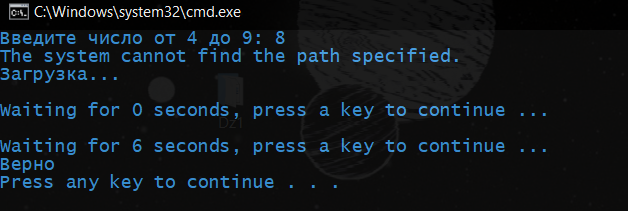 C:\Windows\system32\cmd.exe
Введите число от 4 до 9: 8
The system cannot find the path specified.
Загрузка...
Waiting for 0 seconds, press a key to continue ...
Waiting for 6 seconds, press a key to continue ...
Верно
Press any key to continue . . .